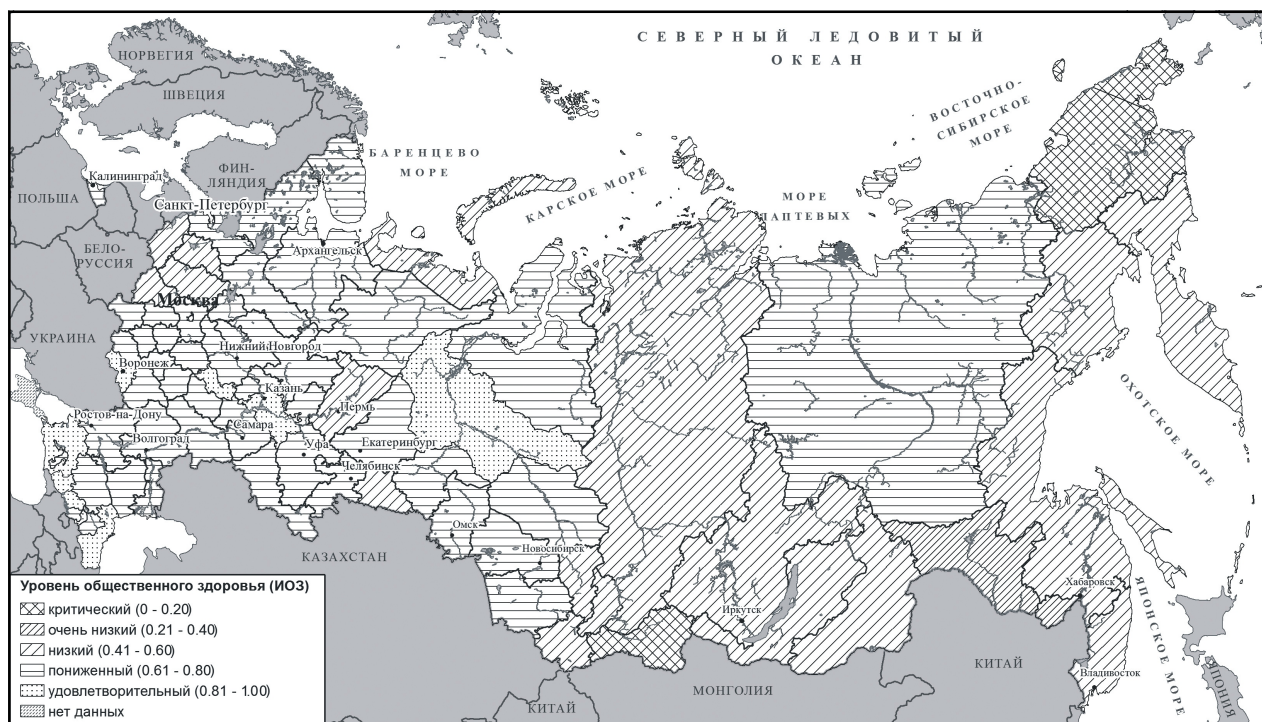 СЕВЕРНЫЙ ЛЕДОВИТЫЙ
ОКЕАН
НОРВЕГИЯ
ШВЕЦИЯ
ФИН-
ЛЯНДИЯ
БАРЕНЦЕВО
МОРЕ
КАРСКОЕ МОРЕ
МОРЕ
ЛАПТЕВЫХ
ВОСТОЧНО-
СИБИРСКОЕ
МОРЕ
Калининград
ПОЛЬША
Санкт-Петербург
БЕЛО-
РУССИЯ
Архангельск
Москва
УКРАИНА
Нижний Новгород
Воронеж
Казань
Пермь
Ростов-на-Дону
Самара
Волгоград
Уфа
Екатеринбург
Челябинск
ОХОТСКОЕ МОРЕ
Омск
Новосибирск
КАЗАХСТАН
Иркутск
Хабаровск
ЯПОНСКОЕ МОРЕ
Владивосток
ЯПОНИЯ
КИТАЙ
МОНГОЛИЯ
КИТАЙ
Уровень общественного здоровья (ИОЗ)
критический (0 - 0.20)
очень низкий (0.21 - 0.40)
низкий (0.41 - 0.60)
пониженный (0.61 - 0.80)
удовлетворительный (0.81 - 1.00)
нет данных